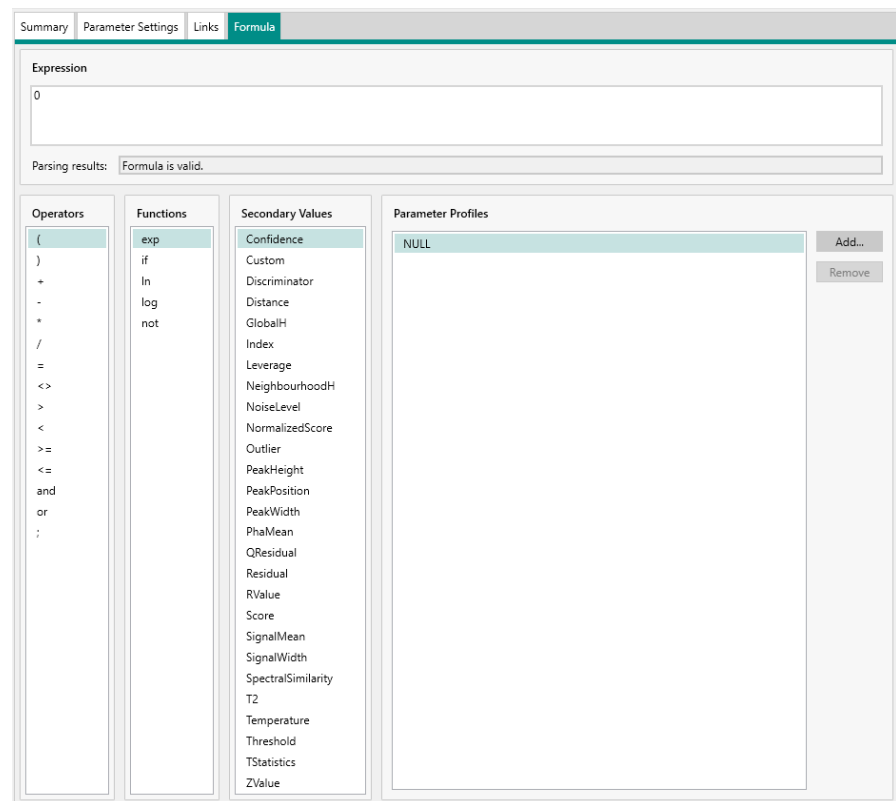 Summary Parameter Settings Links Formula
Expression
0
Parsing results: Formula is valid.
Operators
(
)
+
-
*
/
=
<>
>
<
>=
<=
and
or
;
Functions
exp
if
ln
log
not
Secondary Values
Confidence
Custom
Discriminator
Distance
GlobalH
Index
Leverage
NeighbourhoodH
NoiseLevel
NormalizedScore
Outlier
PeakHeight
PeakPosition
PeakWidth
PhaMean
QResidual
Residual
RValue
Score
SignalMean
SignalWidth
SpectralSimilarity
T2
Temperature
Threshold
TStatistics
ZValue
Parameter Profiles
NULL
Add...
Remove